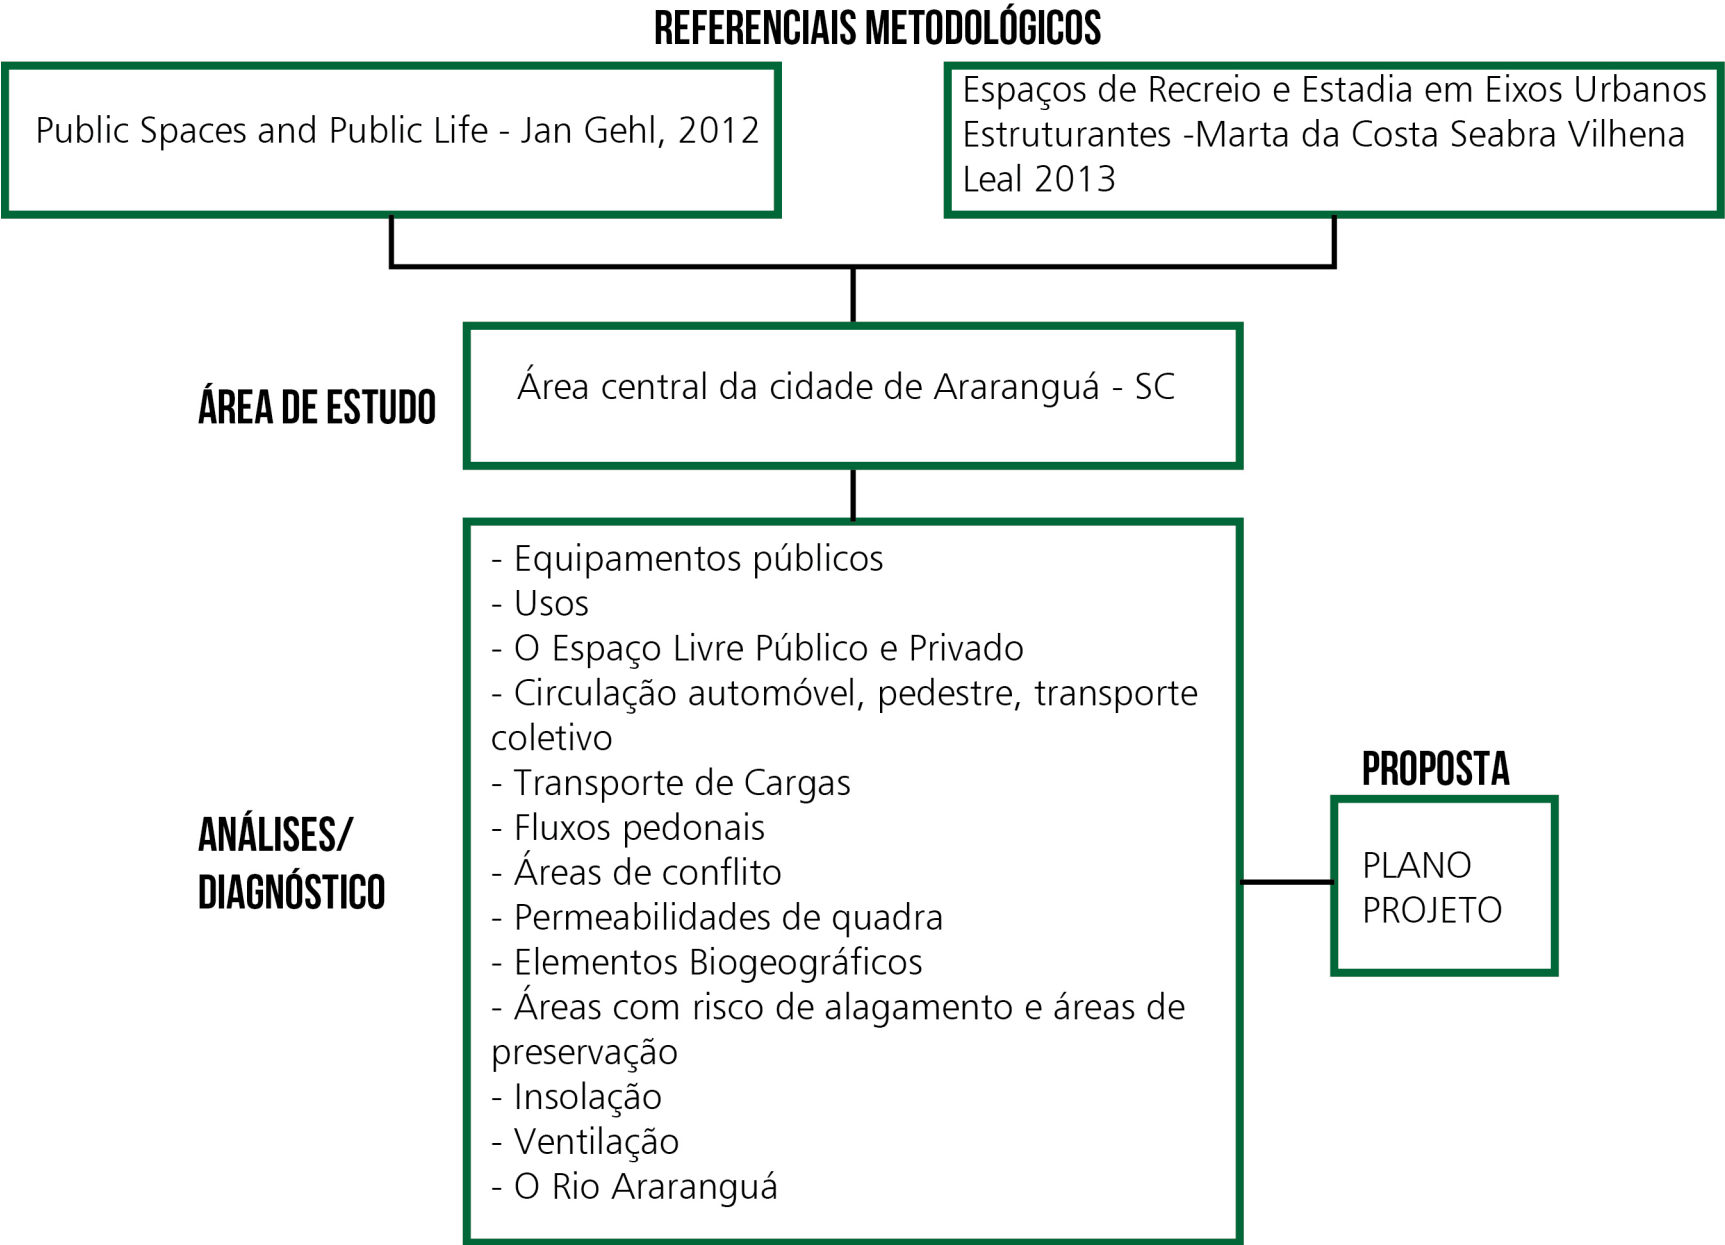 REFERENCIAIS METODOLÓGICOS
Public Spaces and Public Life - Jan Gehl, 2012
Espaços de Recreio e Estadia em Eixos Urbanos
Estruturantes -Marta da Costa Seabra Vilhena
Leal 2013
ÁREA DE ESTUDO
Área central da cidade de Araranguá - SC
ANÁLISES/
DIAGNÓSTICO
- Equipamentos públicos
- Usos
- O Espaço Livre Público e Privado
- Circulação automóvel, pedestre, transporte
coletivo
- Transporte de Cargas
- Fluxos pedonais
- Áreas de conflito
- Permeabilidades de quadra
- Elementos Biogeográficos
- Áreas com risco de alagamento e áreas de
preservação
- Insolação
- Ventilação
- O Rio Araranguá
PROPOSTA
PLANO
PROJETO